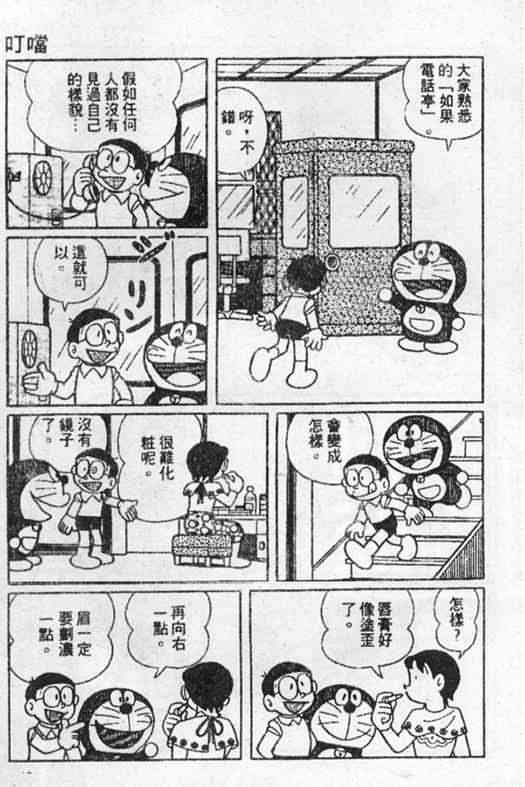 叮噹
大家熟悉
的「如果
電話亭」。
呀，不
錯。
假如任何
人都沒有
見過自己
的樣貌…
這就可
以。
リン
會變成
怎樣。
很難化
粧呢。
沒有
鏡子
了。
怎樣?
唇膏好
像塗歪
了。
再向右
一點。
眉一定
要劃濃
一點。